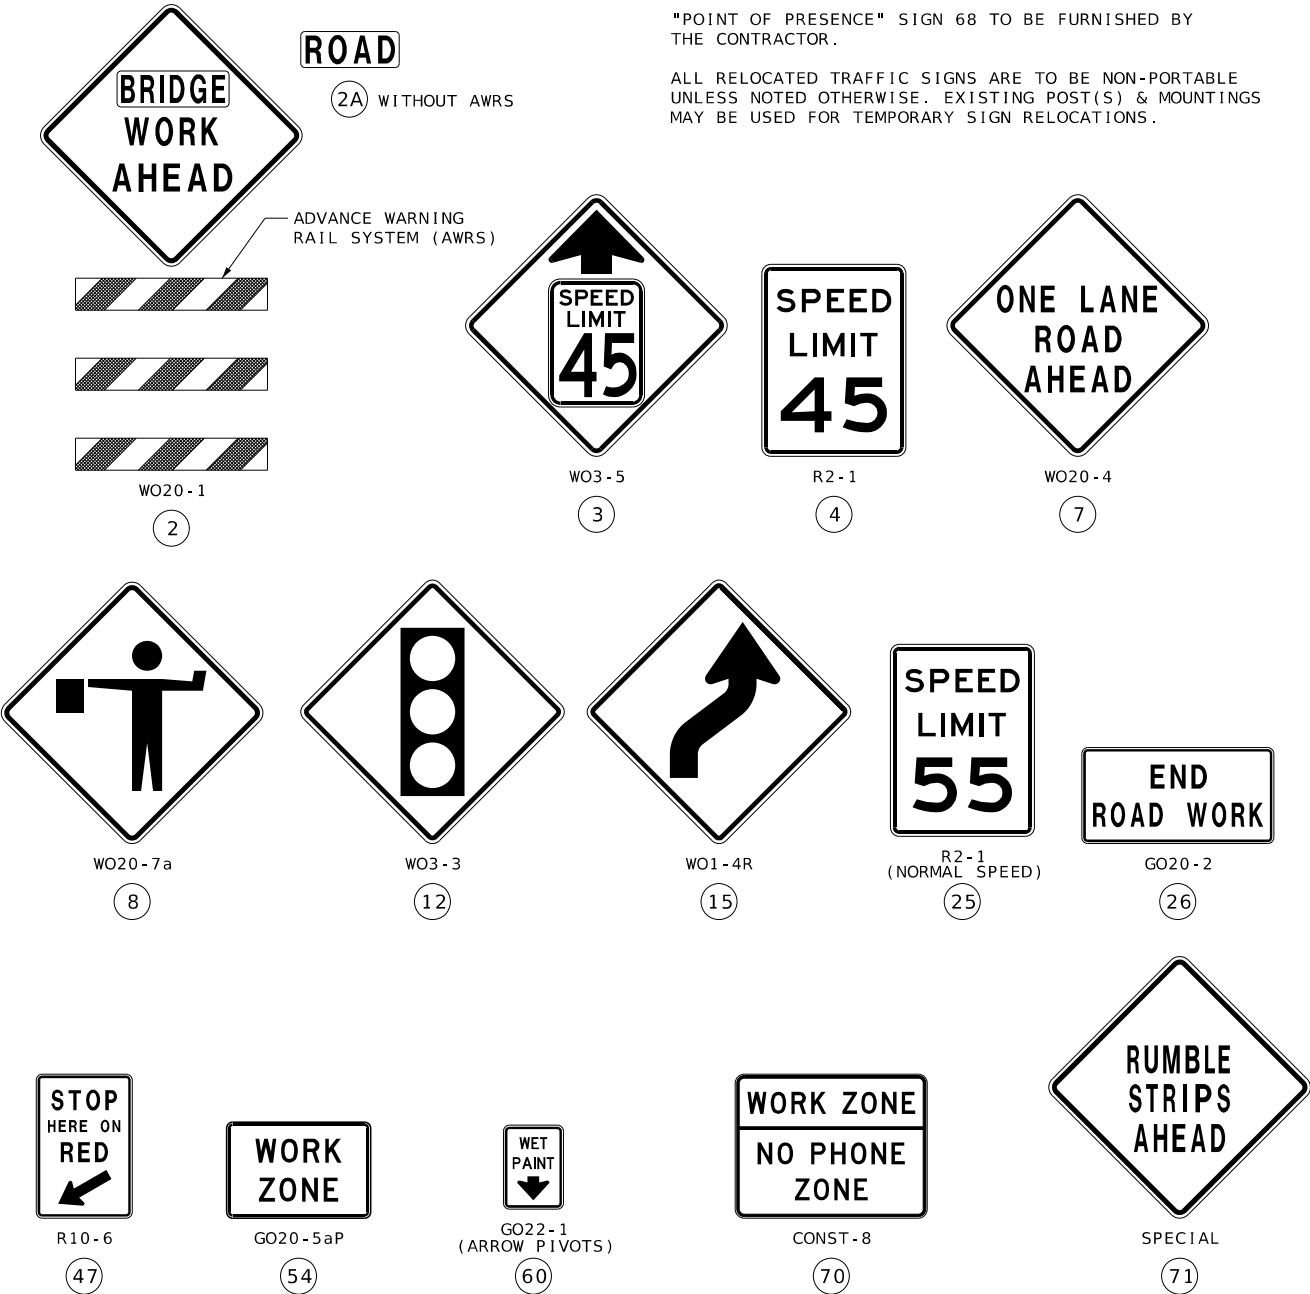 "POINT OF PRESENCE" SIGN 68 TO BE FURNISHED BY
THE CONTRACTOR.
ALL RELOCATED TRAFFIC SIGNS ARE TO BE NON-PORTABLE
UNLESS NOTED OTHERWISE. EXISTING POST(S) & MOUNTINGS
MAY BE USED FOR TEMPORARY SIGN RELOCATIONS.
BRIDGE
WORK
AHEAD
ROAD
2A WITHOUT AWRS
ADVANCE WARNING
RAIL SYSTEM (AWRS)
WO20-1
2
SPEED
LIMIT
45
WO3-5
3
SPEED
LIMIT
45
R2-1
4
ONE LANE
ROAD
AHEAD
WO20-4
7
WO20-7a
8
WO3-3
12
WO1-4R
15
SPEED
LIMIT
55
R2-1
(NORMAL SPEED)
25
END
ROAD WORK
GO20-2
26
STOP
HERE ON
RED
R10-6
47
WORK
ZONE
GO20-5aP
54
WET
PAINT
GO22-1
(ARROW PIVOTS)
60
WORK ZONE
NO PHONE
ZONE
CONST-8
70
RUMBLE
STRIPS
AHEAD
SPECIAL
71